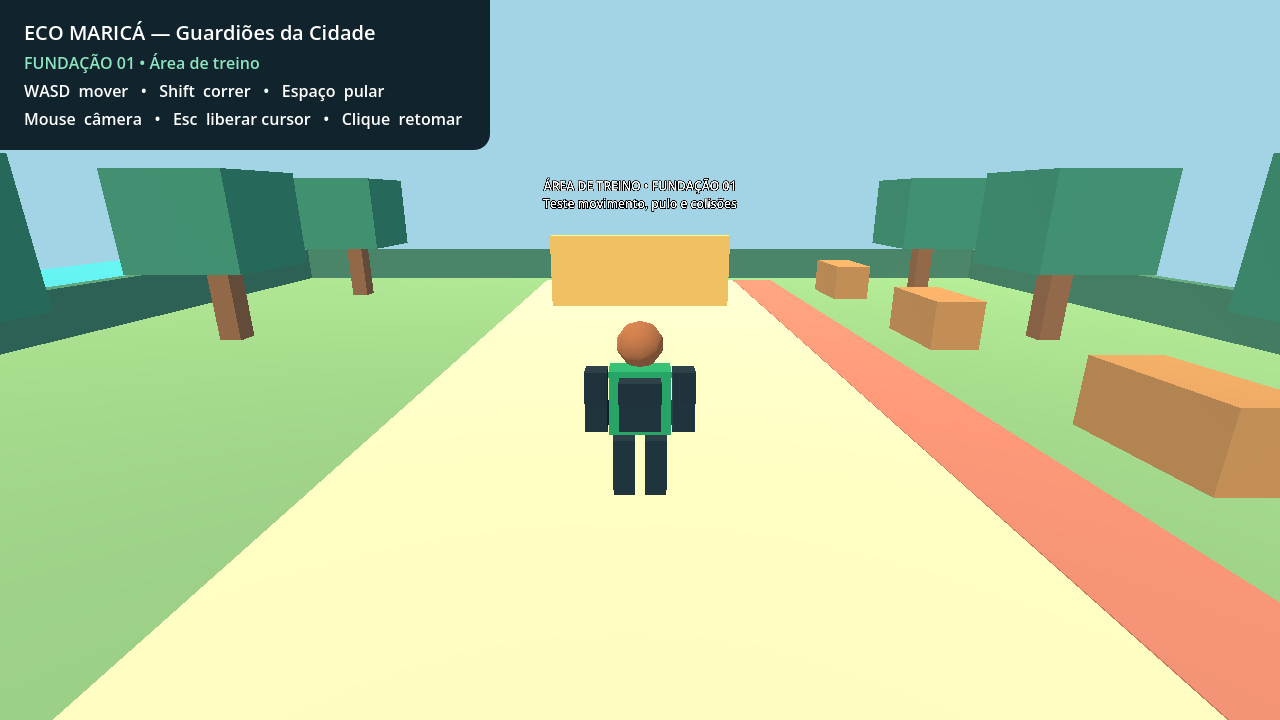 ECO MARICÁ — Guardiões da Cidade
FUNDAÇÃO 01 • Área de treino
WASD mover • Shift correr • Espaço pular
Mouse câmera • Esc liberar cursor • Clique retomar
ÁREA DE TREINO • FUNDAÇÃO 01
Teste movimento, pulo e colisões